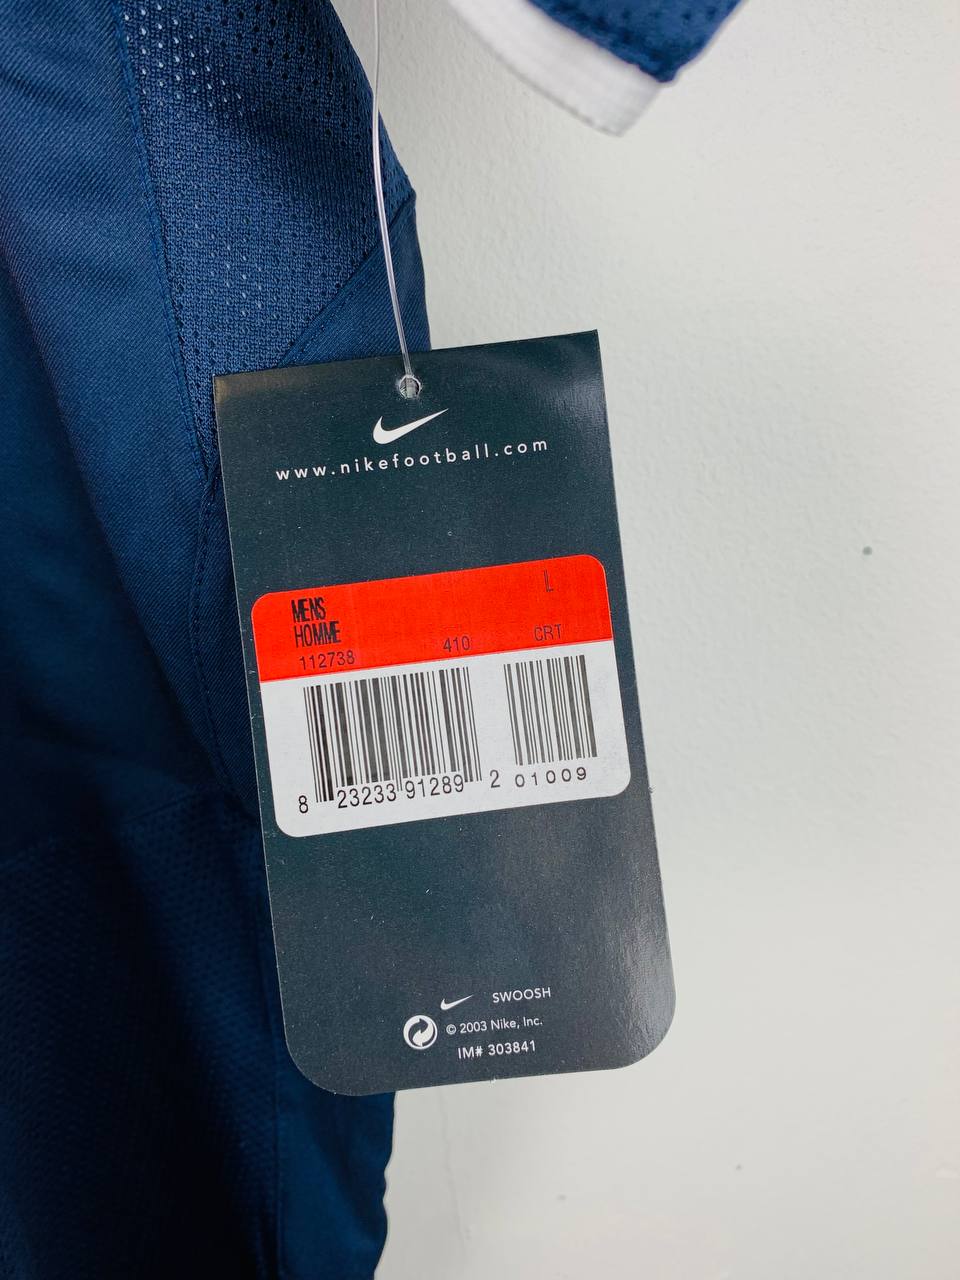 www.nikefootball.com
L
MENS
HOMME
112738 410 CRT
8 23233 91289 2 01009
SWOOSH
© 2003 Nike, Inc.
IM# 303841